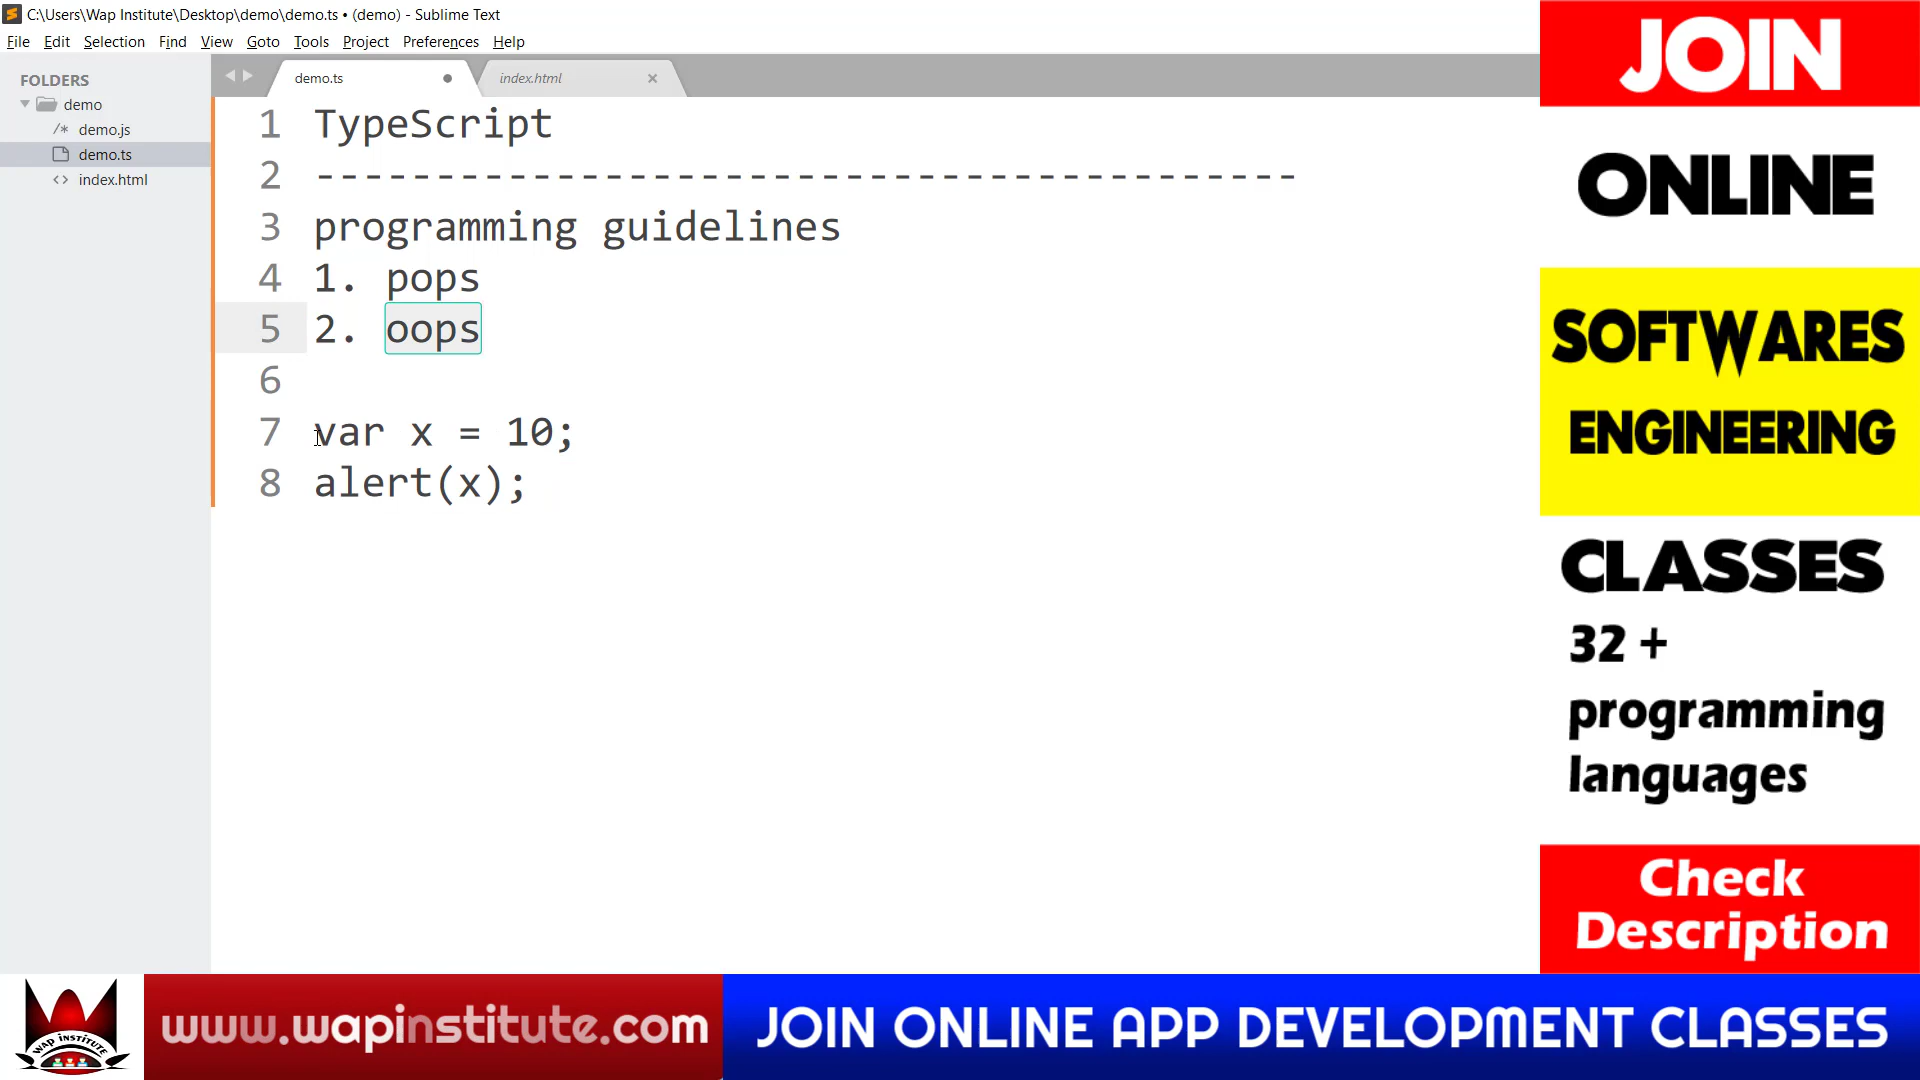 C:\Users\Wap Institute\Desktop\demo\demo.ts • (demo) - Sublime Text
File Edit Selection Find View Goto Tools Project Preferences Help
FOLDERS
demo
/* demo.js
demo.ts
<> index.html
demo.ts
index.html
1 TypeScript
2 -----------------------------------------
3 programming guidelines
4 1. pops
5 2. oops
6
7 var x = 10;
8 alert(x);
JOIN
ONLINE
SOFTWARES
ENGINEERING
CLASSES
32 +
programming
languages
Check
Description
WAP INSTITUTE
www.wapinstitute.com
JOIN ONLINE APP DEVELOPMENT CLASSES